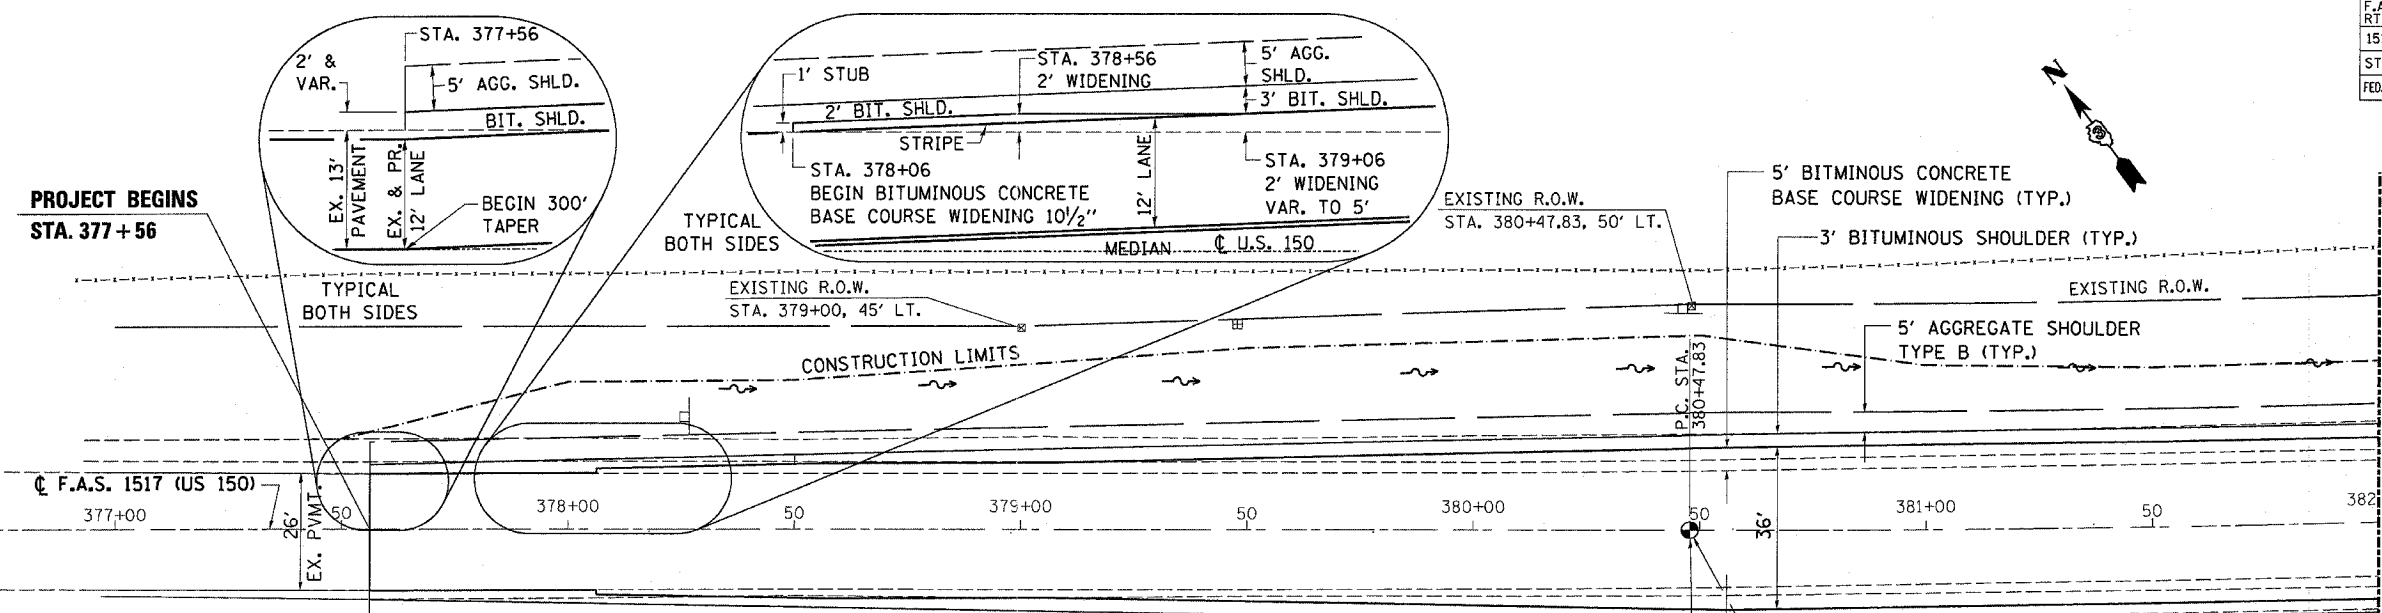 STA. 377+56
2' &
VAR.
5' AGG. SHLD.
BIT. SHLD.
EX. 13'
PAVEMENT
EX. & PR.
12' LANE
BEGIN 300'
TAPER
TYPICAL
BOTH SIDES
1' STUB
STA. 378+56
2' WIDENING
5' AGG.
SHLD.
2' BIT. SHLD.
3' BIT. SHLD.
STRIPE
STA. 378+06
BEGIN BITUMINOUS CONCRETE
BASE COURSE WIDENING 10½"
12' LANE
STA. 379+06
2' WIDENING
VAR. TO 5'
MEDIAN
℄ U.S. 150
TYPICAL
BOTH SIDES
F.A
RT
15
ST
FED.
N
PROJECT BEGINS
STA. 377+56
EXISTING R.O.W.
STA. 380+47.83, 50' LT.
5' BITMINOUS CONCRETE
BASE COURSE WIDENING (TYP.)
3' BITUMINOUS SHOULDER (TYP.)
EXISTING R.O.W.
STA. 379+00, 45' LT.
EXISTING R.O.W.
5' AGGREGATE SHOULDER
TYPE B (TYP.)
CONSTRUCTION LIMITS
P.C. STA.
380+47.83
℄ F.A.S. 1517 (US 150)
26'
EX. PVMT.
36'
377+00
50
378+00
50
379+00
50
380+00
50
381+00
50
382